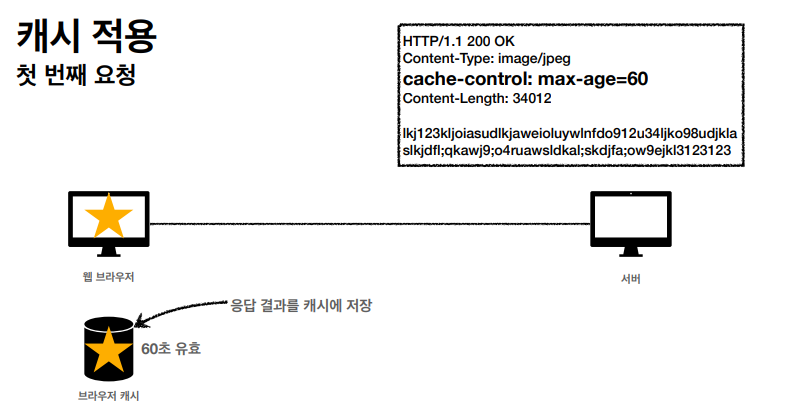 캐시 적용
첫 번째 요청
HTTP/1.1 200 OK
Content-Type: image/jpeg
cache-control: max-age=60
Content-Length: 34012
lkj123kljoiasudlkjaweioluywlnfdo912u34ljko98udjkla
slkjdfl;qkawj9;o4ruawsldkal;skdjfa;ow9ejkl3123123
웹 브라우저
서버
응답 결과를 캐시에 저장
60초 유효
브라우저 캐시